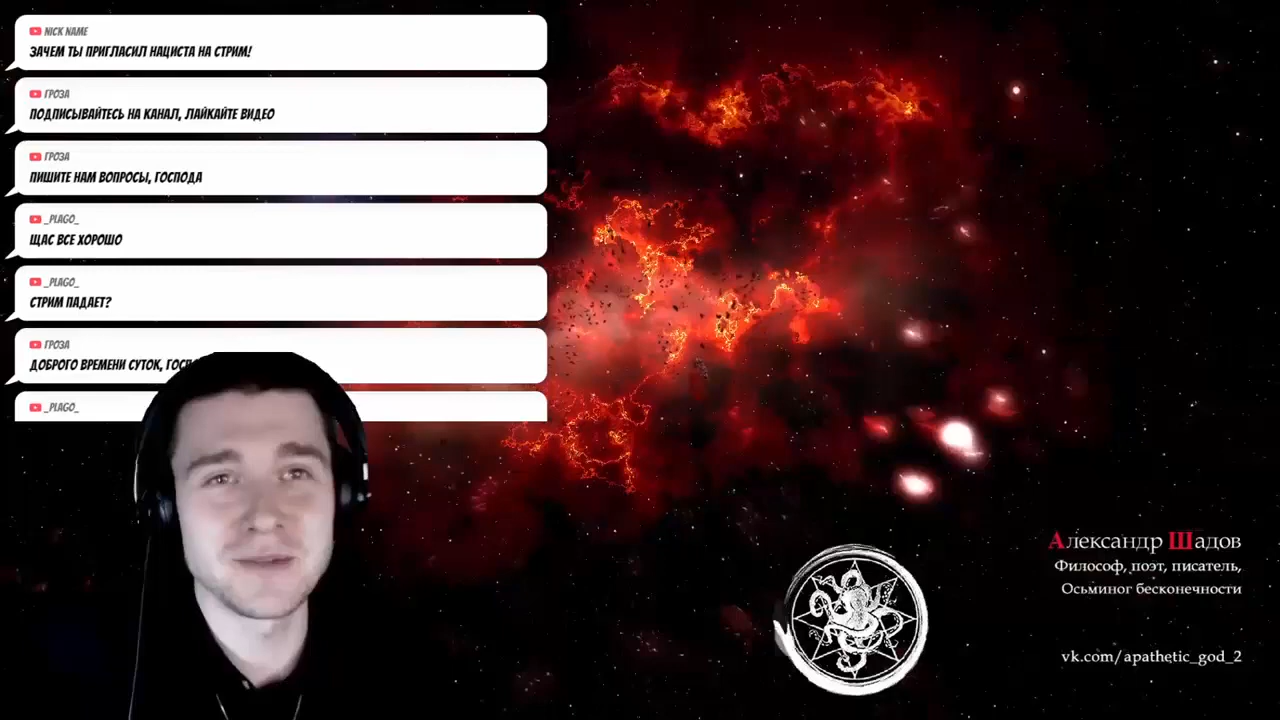 NICK NAME
ЗАЧЕМ ТЫ ПРИГЛАСИЛ НАЦИСТА НА СТРИМ!
ГРОЗА
ПОДПИСЫВАЙТЕСЬ НА КАНАЛ, ЛАЙКАЙТЕ ВИДЕО
ГРОЗА
ПИШИТЕ НАМ ВОПРОСЫ, ГОСПОДА
_PLAGO_
ЩАС ВСЕ ХОРОШО
_PLAGO_
СТРИМ ПАДАЕТ?
ГРОЗА
ДОБРОГО ВРЕМЕНИ СУТОК,
_PLAGO_
Александр Шадов
Философ, поэт, писатель,
Осьминог бесконечности
vk.com/apathetic_god_2